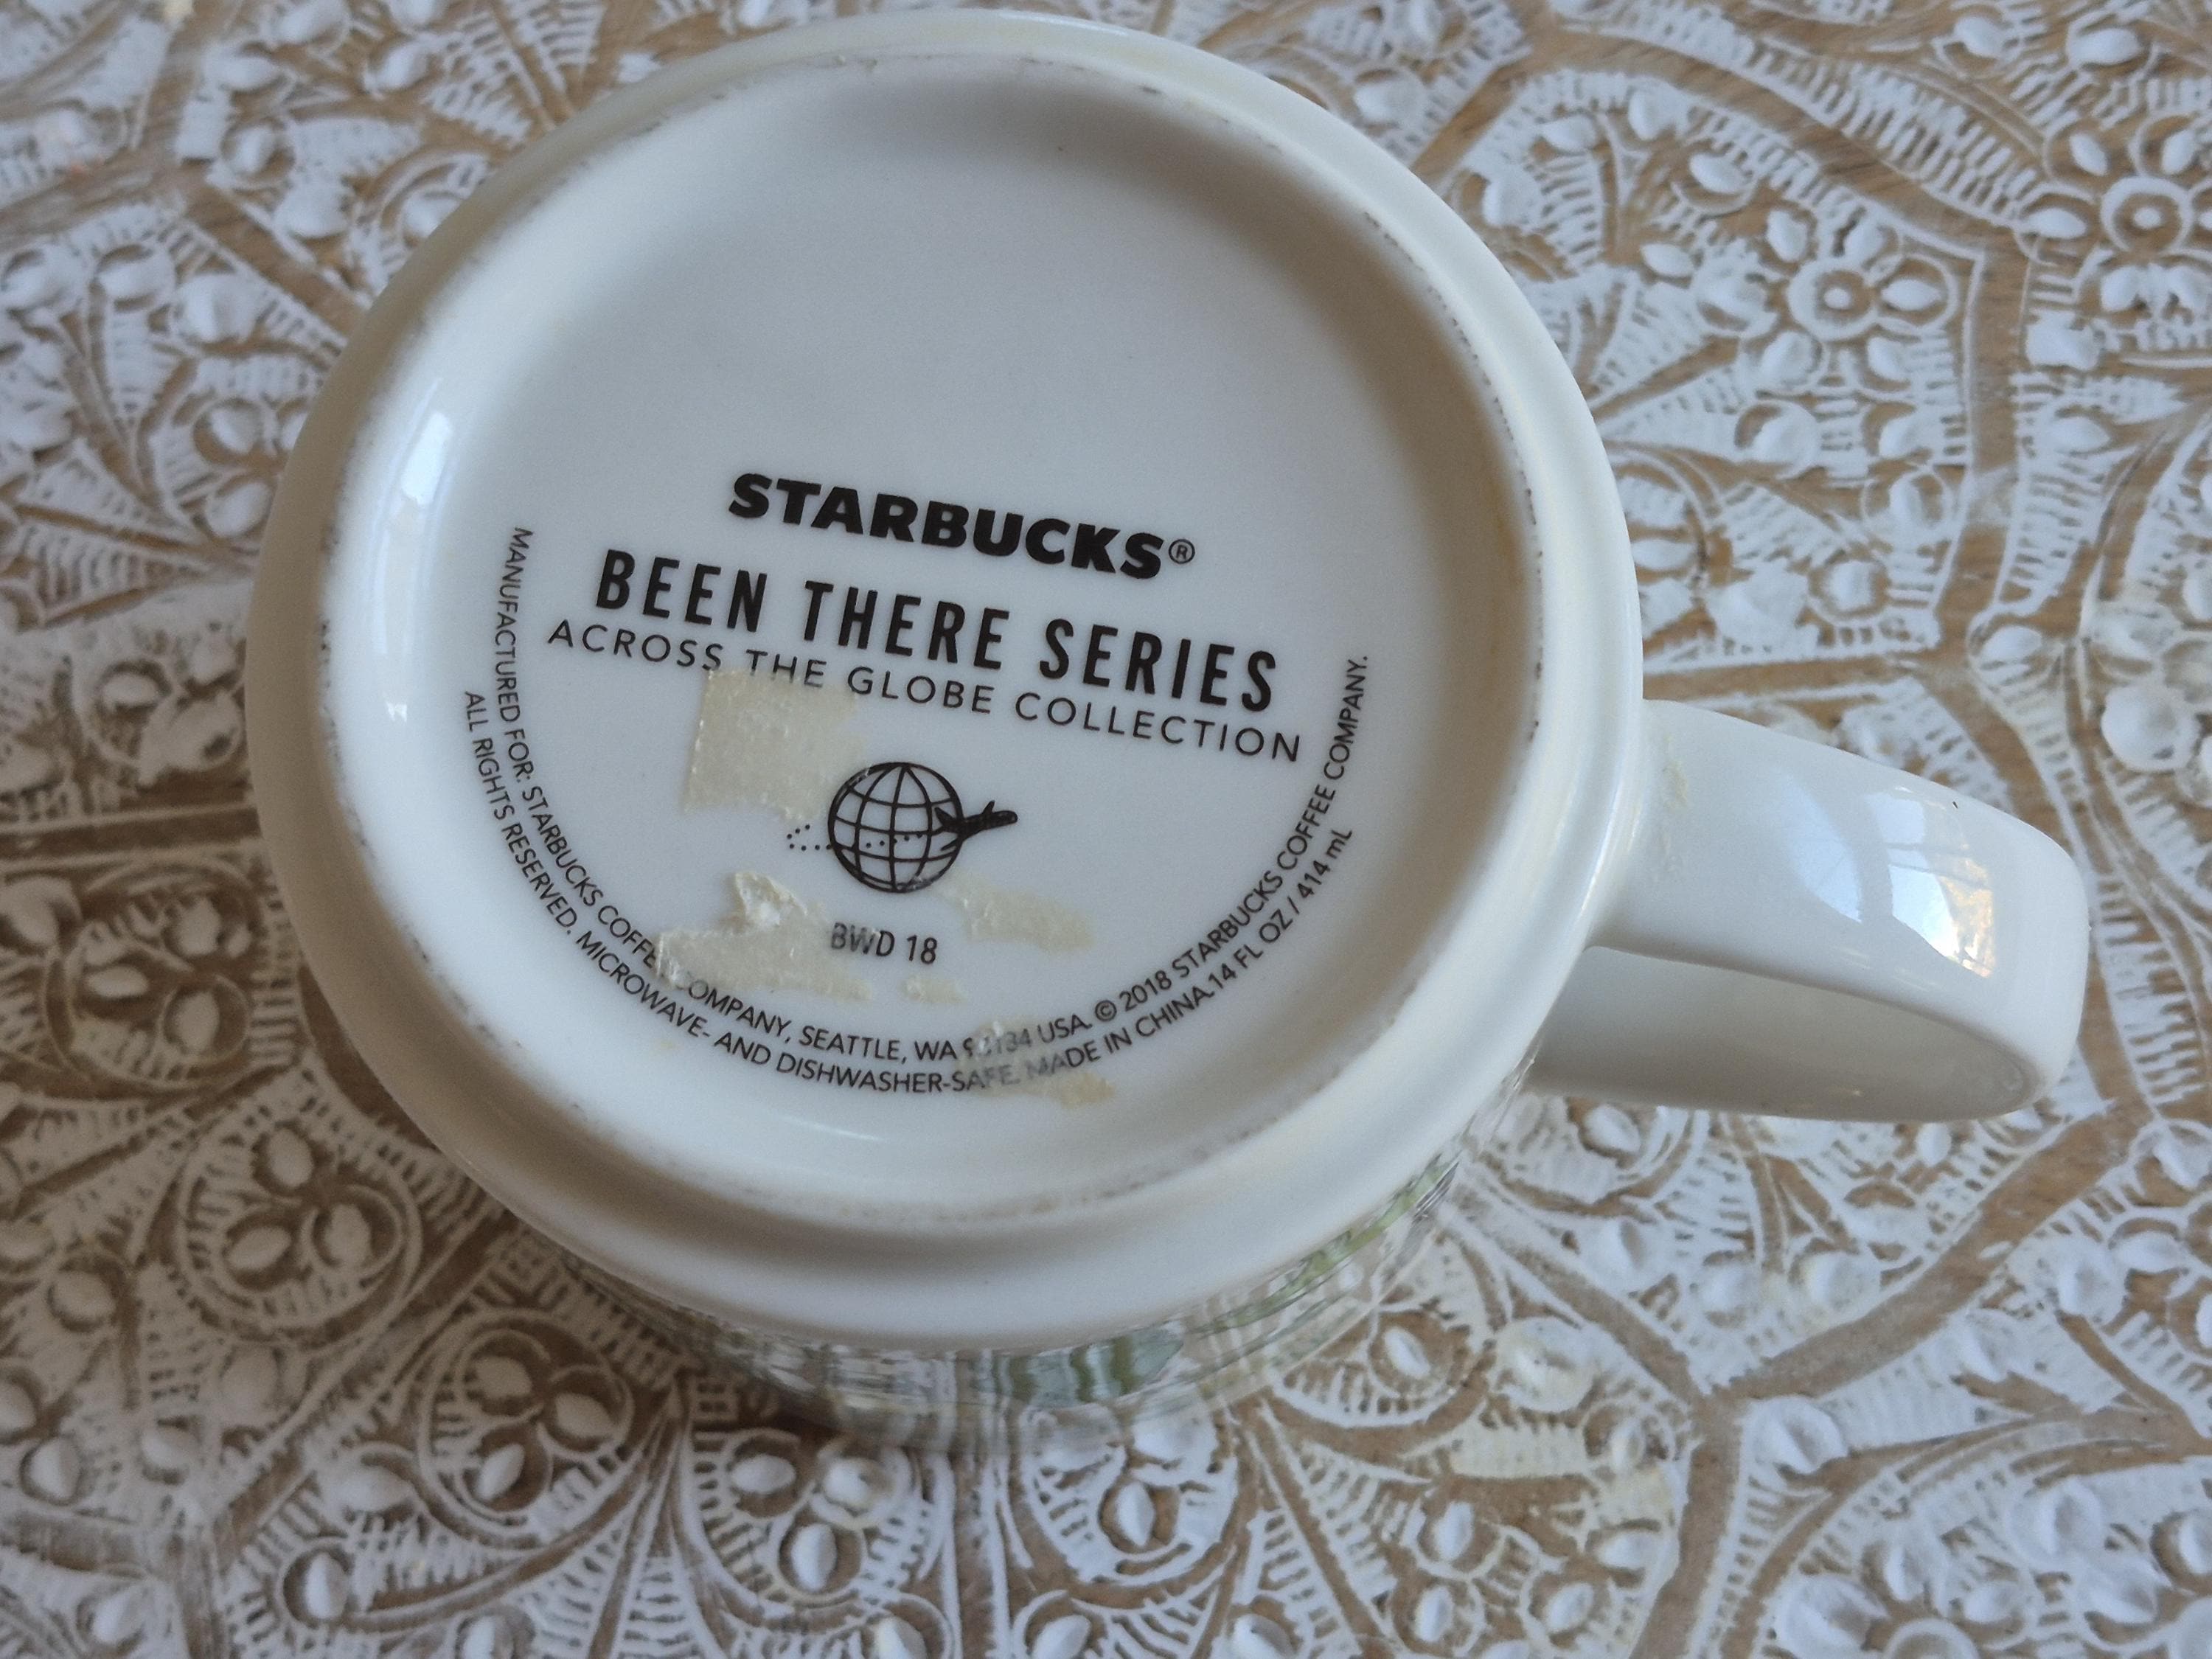 STARBUCKS®
BEEN THERE SERIES
ACROSS THE GLOBE COLLECTION
BWD 18
MANUFACTURED FOR: STARBUCKS COFFEE COMPANY, SEATTLE, WA 98134 USA. © 2018 STARBUCKS COFFEE COMPANY.
ALL RIGHTS RESERVED. MICROWAVE- AND DISHWASHER-SAFE. MADE IN CHINA.14 FL OZ / 414 mL